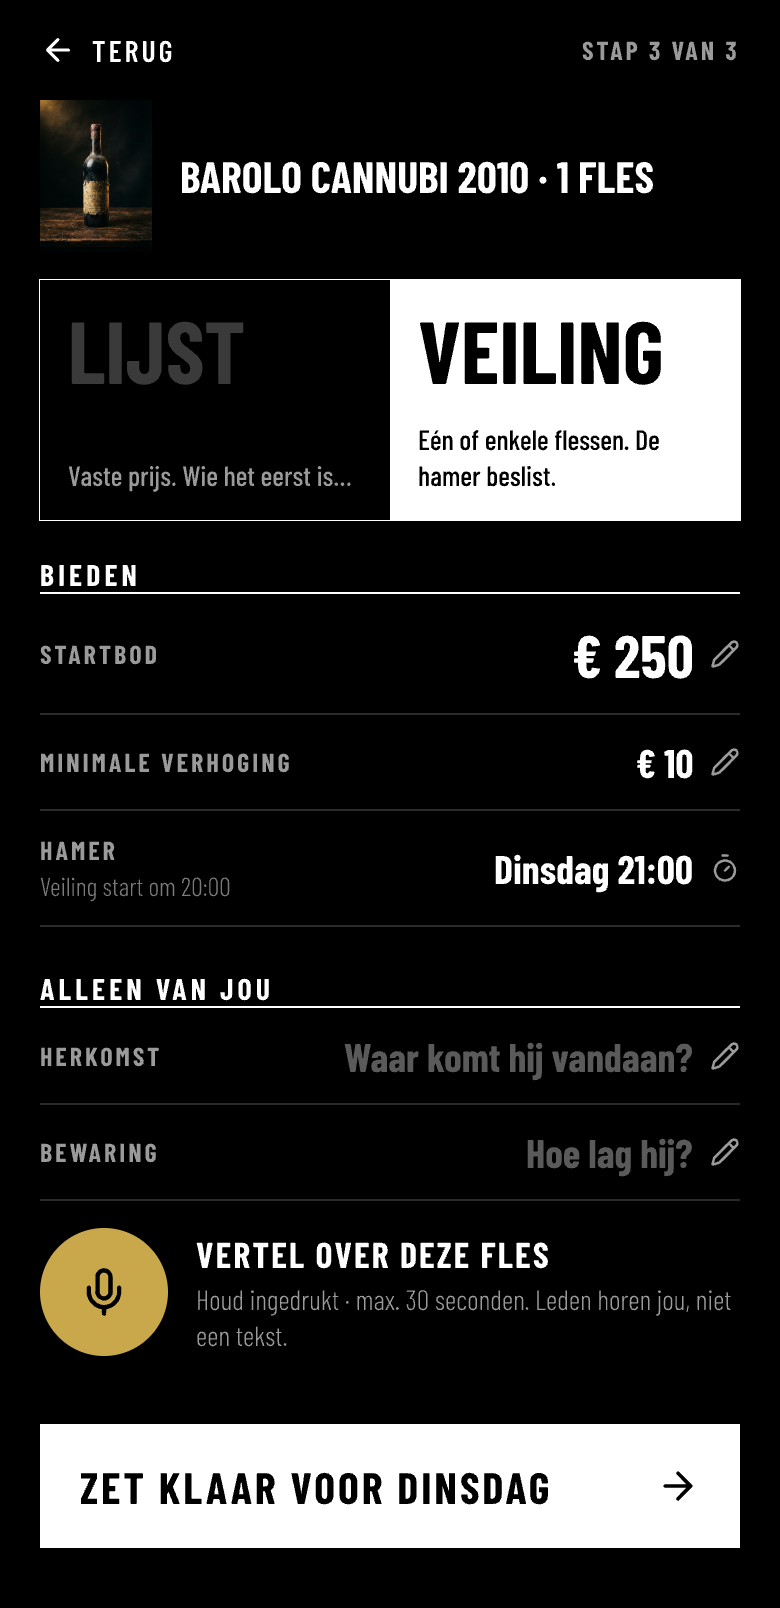 TERUG
STAP 3 VAN 3
BAROLO CANNUBI 2010 · 1 FLES
LIJST
Vaste prijs. Wie het eerst is...
VEILING
Eén of enkele flessen. De
hamer beslist.
BIEDEN
STARTBOD
€ 250
MINIMALE VERHOGING
€ 10
HAMER
Veiling start om 20:00
Dinsdag 21:00
ALLEEN VAN JOU
HERKOMST
Waar komt hij vandaan?
BEWARING
Hoe lag hij?
VERTEL OVER DEZE FLES
Houd ingedrukt · max. 30 seconden. Leden horen jou, niet
een tekst.
ZET KLAAR VOOR DINSDAG